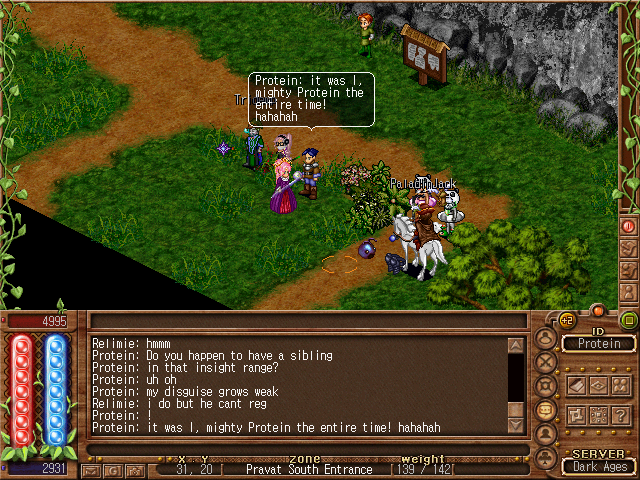 Protein: it was I,
mighty Protein the
entire time!
hahahah
PaladinJack
4995
Relimie: hmmm
Protein: Do you happen to have a sibling
Protein: in that insight range?
Protein: uh oh
Protein: my disguise grows weak
Relimie: i do but he cant reg
Protein: !
Protein: it was I, mighty Protein the entire time! hahahah
2931
x
y
zone
weight
31, 20
Pravat South Entrance
139 / 142
+2
ID
Protein
G
?
SERVER
Dark Ages